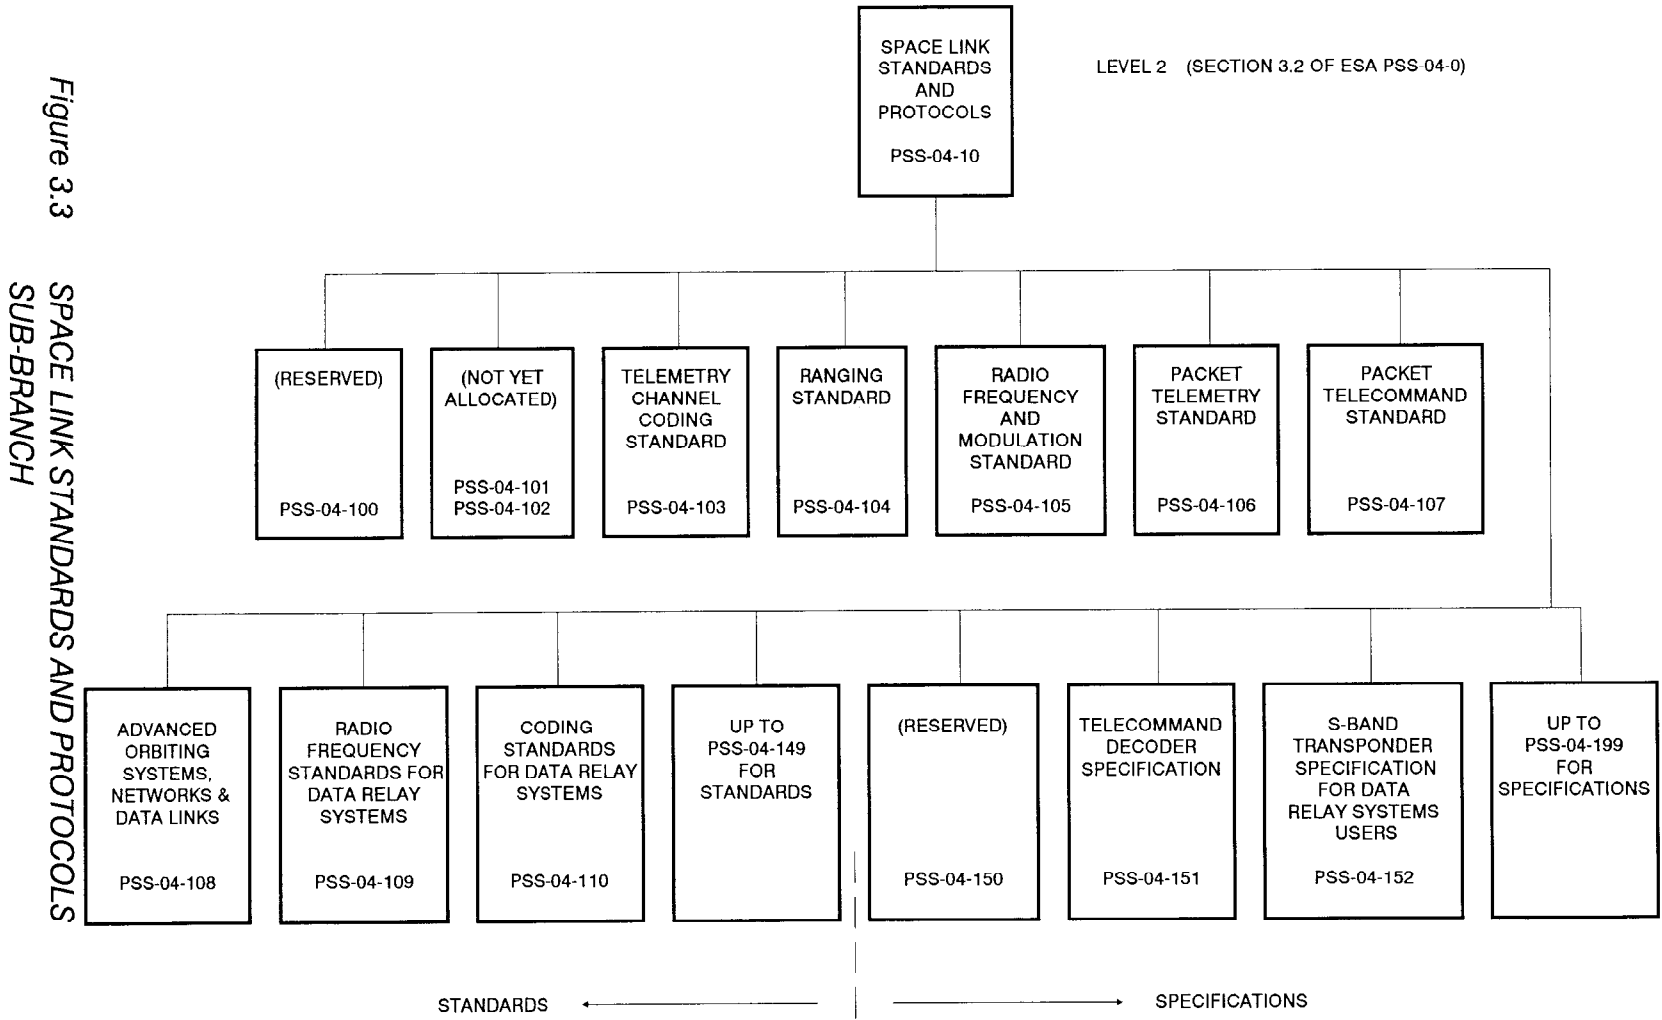 SPACE LINK
STANDARDS
AND
PROTOCOLS
PSS-04-10
LEVEL 2 (SECTION 3.2 OF ESA PSS-04-0)
(RESERVED)
PSS-04-100
(NOT YET
ALLOCATED)
PSS-04-101
PSS-04-102
TELEMETRY
CHANNEL
CODING
STANDARD
PSS-04-103
RANGING
STANDARD
PSS-04-104
RADIO
FREQUENCY
AND
MODULATION
STANDARD
PSS-04-105
PACKET
TELEMETRY
STANDARD
PSS-04-106
PACKET
TELECOMMAND
STANDARD
PSS-04-107
ADVANCED
ORBITING
SYSTEMS,
NETWORKS &
DATA LINKS
PSS-04-108
RADIO
FREQUENCY
STANDARDS FOR
DATA RELAY
SYSTEMS
PSS-04-109
CODING
STANDARDS
FOR DATA RELAY
SYSTEMS
PSS-04-110
UP TO
PSS-04-149
FOR
STANDARDS
(RESERVED)
PSS-04-150
TELECOMMAND
DECODER
SPECIFICATION
PSS-04-151
S-BAND
TRANSPONDER
SPECIFICATION
FOR DATA
RELAY SYSTEMS
USERS
PSS-04-152
UP TO
PSS-04-199
FOR
SPECIFICATIONS
STANDARDS
SPECIFICATIONS
Figure 3.3 SPACE LINK STANDARDS AND PROTOCOLS
SUB-BRANCH